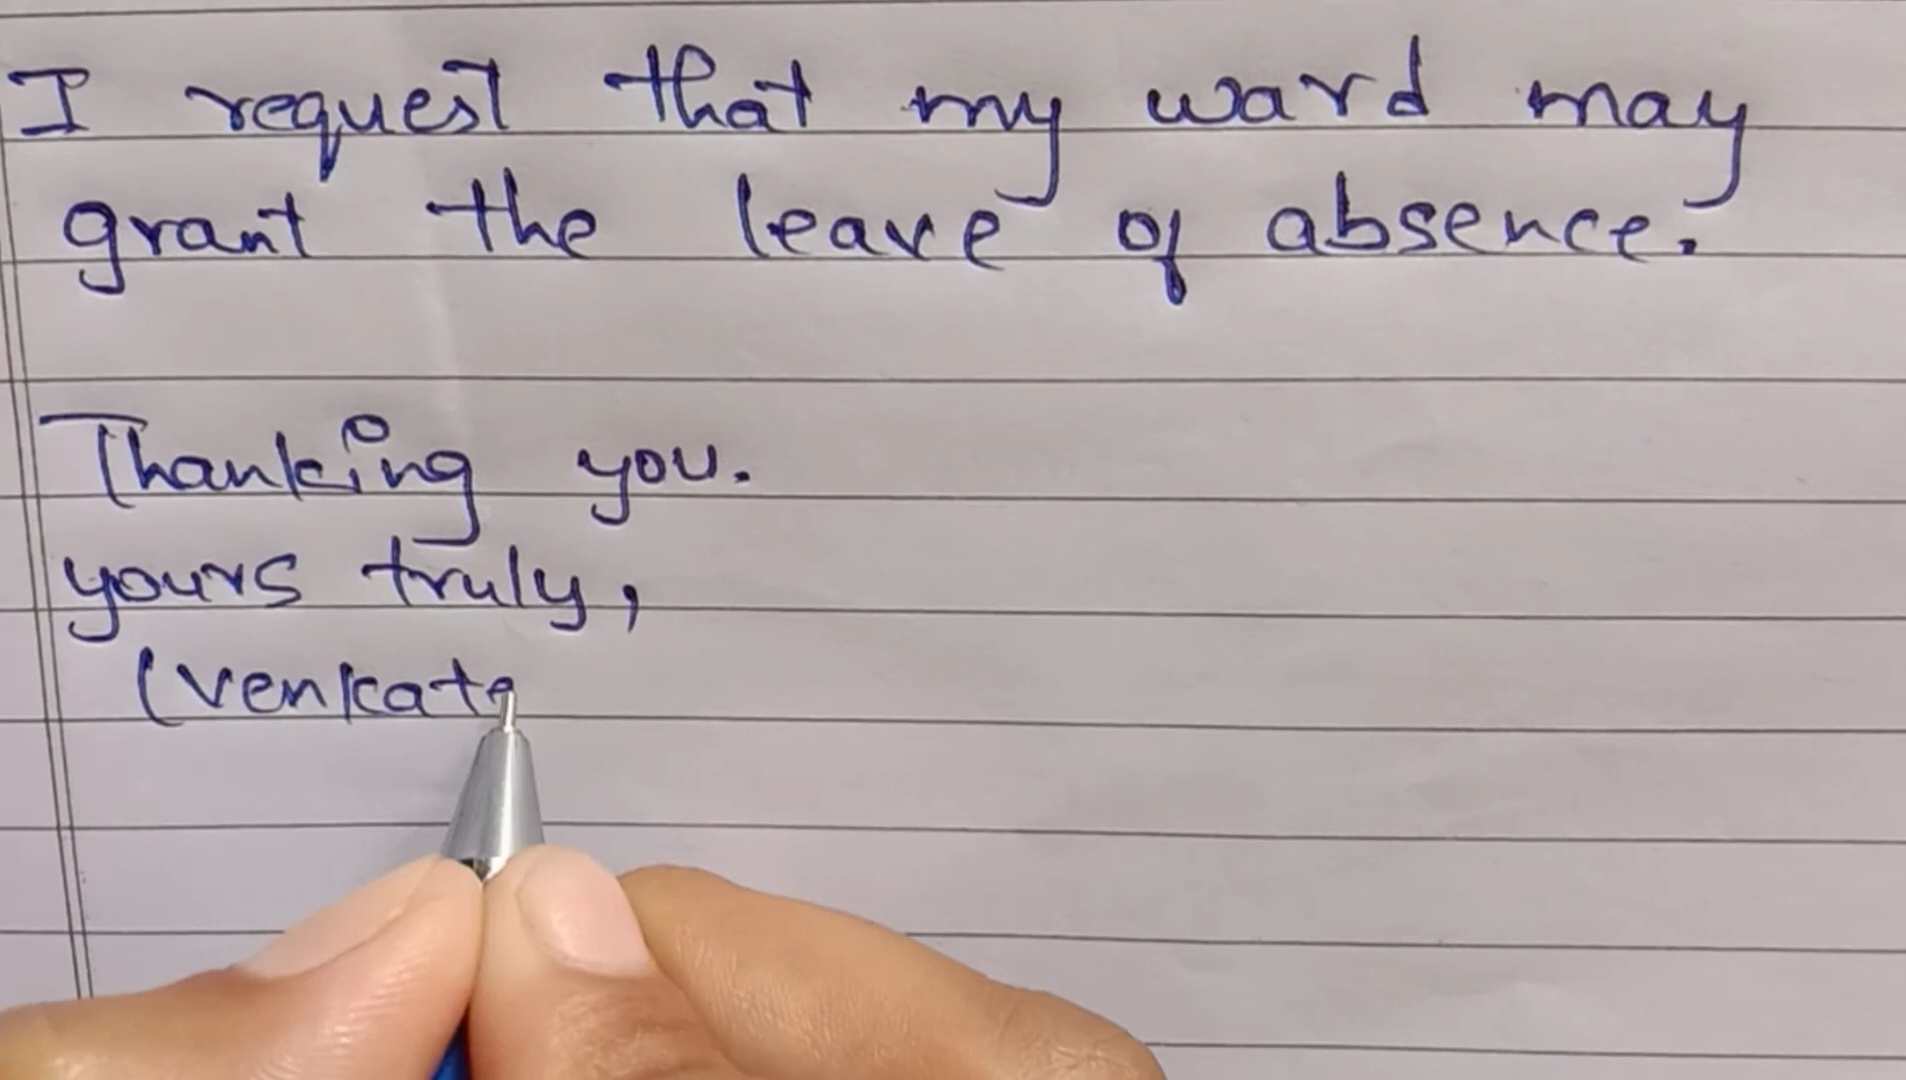 I request that my ward may
grant the leave of absence.
Thanking you.
yours truly,
(venkate